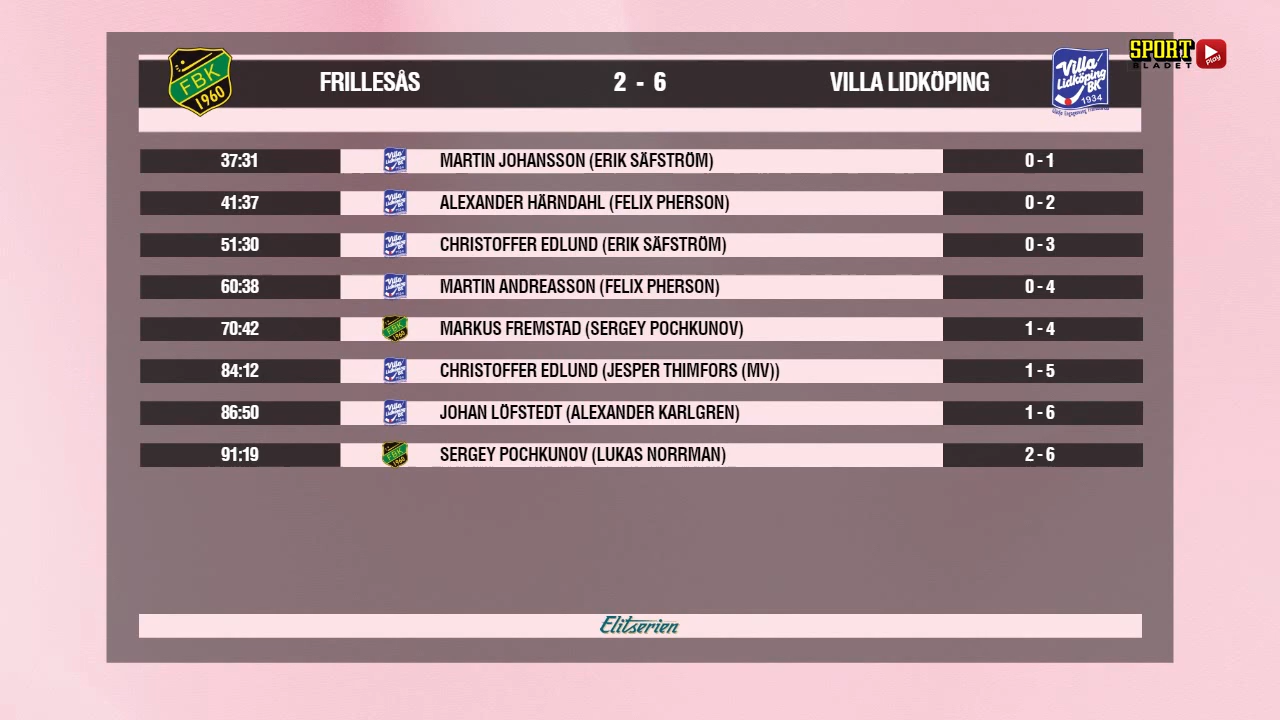 SPORT
BLADET
play
FBK
1960
FRILLESÅS 2 - 6 VILLA LIDKÖPING
Villa
Lidköping
BK
1934
37:31 MARTIN JOHANSSON (ERIK SÄFSTRÖM) 0 - 1
41:37 ALEXANDER HÄRNDAHL (FELIX PHERSON) 0 - 2
51:30 CHRISTOFFER EDLUND (ERIK SÄFSTRÖM) 0 - 3
60:38 MARTIN ANDREASSON (FELIX PHERSON) 0 - 4
70:42 FBK 1960 MARKUS FREMSTAD (SERGEY POCHKUNOV) 1 - 4
84:12 CHRISTOFFER EDLUND (JESPER THIMFORS (MV)) 1 - 5
86:50 JOHAN LÖFSTEDT (ALEXANDER KARLGREN) 1 - 6
91:19 FBK 1960 SERGEY POCHKUNOV (LUKAS NORRMAN) 2 - 6
Elitserien